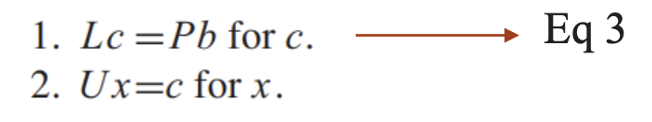 1. Lc =Pb for c. Eq 3
2. Ux=c for x.